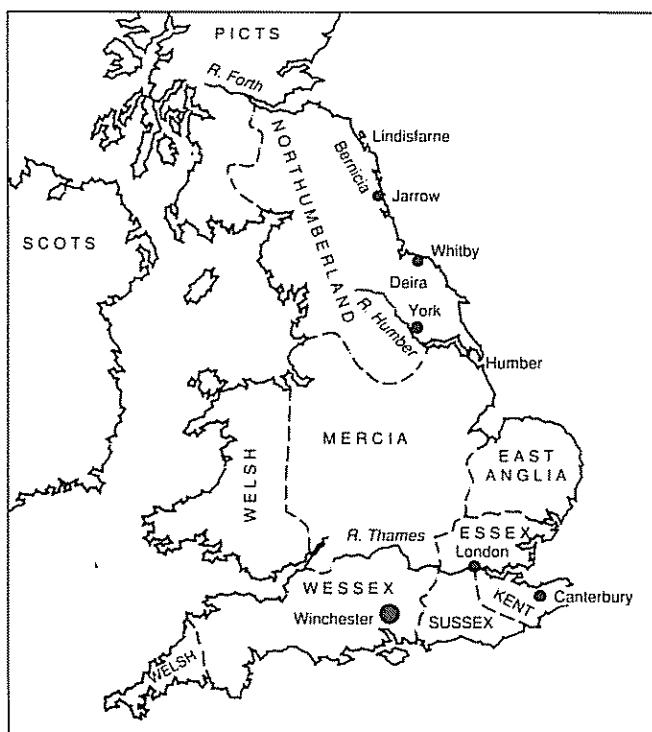 PICTS
R. Forth
Lindisfarne
Bernicia
Jarrow
NORTHUMBERLAND
SCOTS
Whitby
Deira
York
R. Humber
Humber
MERCIA
EAST
ANGLIA
WELSH
R. Thames
ESSEX
London
WESSEX
KENT
Canterbury
Winchester
SUSSEX
WELSH